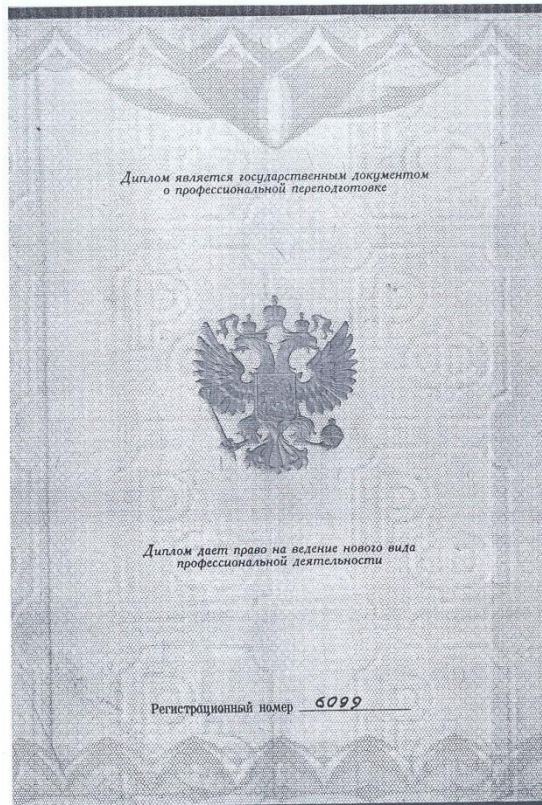 Диплом является государственным документом
о профессиональной переподготовке
Диплом дает право на ведение нового вида
профессиональной деятельности
Регистрационный номер 6099